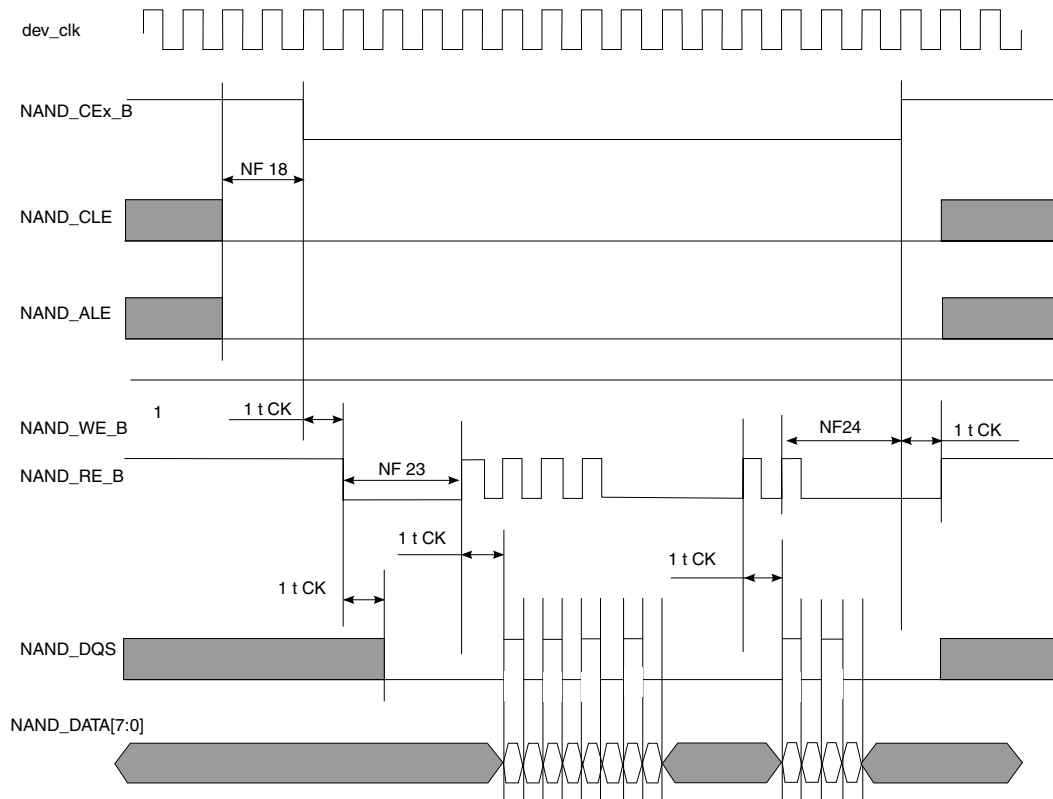 dev_clk
NAND_CEx_B
NF 18
NAND_CLE
NAND_ALE
1
1 t CK
NAND_WE_B
NF24
1 t CK
NF 23
NAND_RE_B
1 t CK
1 t CK
1 t CK
NAND_DQS
NAND_DATA[7:0]